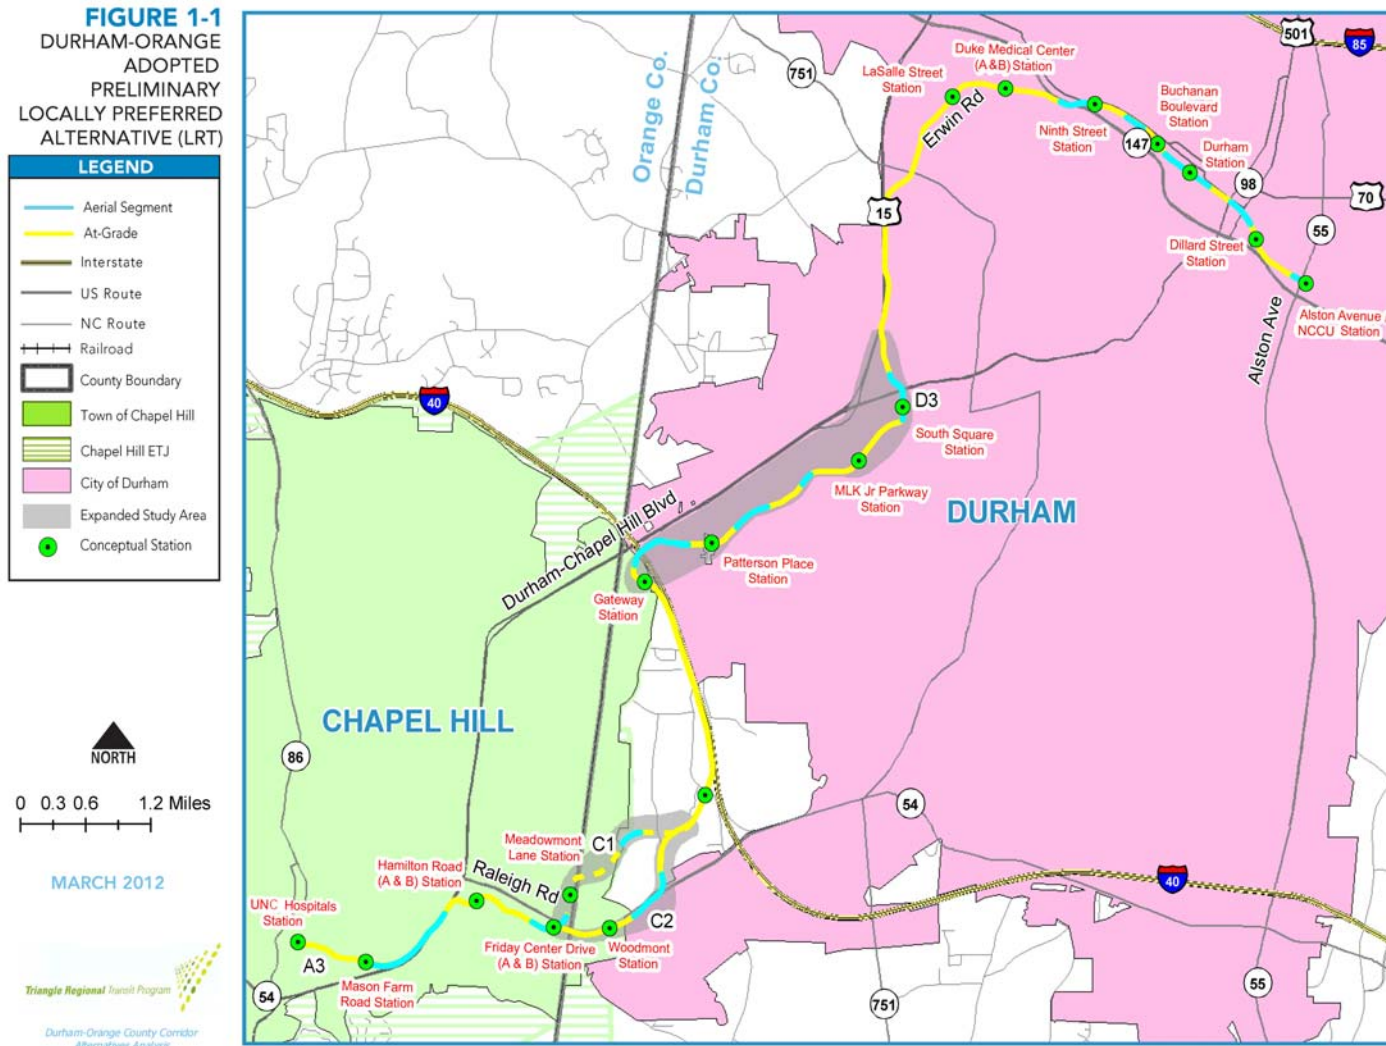 FIGURE 1-1
DURHAM-ORANGE
ADOPTED
PRELIMINARY
LOCALLY PREFERRED
ALTERNATIVE (LRT)
LEGEND
Aerial Segment
At-Grade
Interstate
US Route
NC Route
Railroad
County Boundary
Town of Chapel Hill
Chapel Hill ETJ
City of Durham
Expanded Study Area
Conceptual Station
NORTH
0 0.3 0.6 1.2 Miles
MARCH 2012
Triangle Regional Transit Program
Durham-Orange County Corridor
Alternatives Analysis
Orange Co.
Durham Co.
751
LaSalle Street
Station
Duke Medical Center
(A &B) Station
501
85
Erwin Rd
Ninth Street
Station
147
Buchanan
Boulevard
Station
Durham
Station
98
70
15
55
Dillard Street
Station
Alston Avenue
NCCU Station
Alston Ave
40
D3
South Square
Station
MLK Jr Parkway
Station
DURHAM
Durham-Chapel Hill Blvd
Patterson Place
Station
Gateway
Station
CHAPEL HILL
86
54
Meadowmont
Lane Station
C1
Hamilton Road
(A & B) Station
Raleigh Rd
40
UNC Hospitals
Station
C2
Friday Center Drive
(A & B) Station
Woodmont
Station
A3
Mason Farm
Road Station
54
751
55